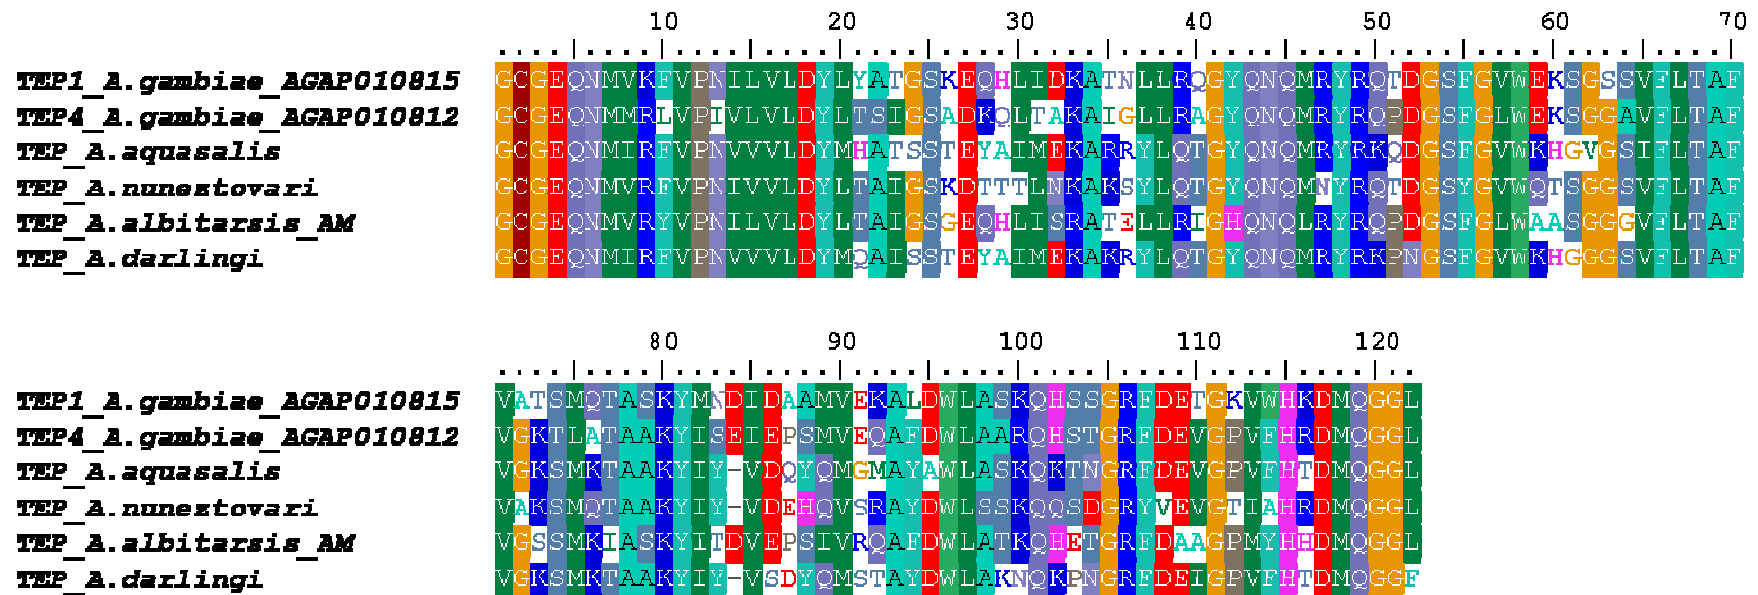 10 20 30 40 50 60 70
TEP1_A.gambiae_AGAP010815 GCGEQNMVKFVPNILVLDYLYATGSKEQHLIDKATNLLRQGYQNQMRYRQTDGSFGVWEKSGSSVFLTAF
TEP4_A.gambiae_AGAP010812 GCGEQNMMRLVPIVLVLDYLTSIGSADKQLTAKAIGLLRAGYQNQMRYRQPDGSFGLWEKSGGAVFLTAF
TEP_A.aquasalis GCGEQNMIRFVPNVVVLDYMHATSSTEYAIMEKARRYLQTGYQNQMRYRKQDGSFGVWKHGVGSIFLTAF
TEP_A.nuneztovari GCGEQNMVRFVPNIVVLDYLTAIGSKDTTTLNKAKSYLQTGYQNQMNYRQTDGSYGVWQTSGGSVFLTAF
TEP_A.albitarsis_AM GCGEQNMVRYVPNILVLDYLTAIGSGEQHLISRATELLRIGHQNQLRYRQPDGSFGLWAASGGGVFLTAF
TEP_A.darlingi GCGEQNMIRFVPNVVVLDYMQAISSTEYAIMEKAKRYLQTGYQNQMRYRKPNGSFGVWKHGGGSVFLTAF
80 90 100 110 120
TEP1_A.gambiae_AGAP010815 VATSMQTASKYMNDIDAAMVEKALDWLASKQHSSGRFDETGKVWHKDMQGGL
TEP4_A.gambiae_AGAP010812 VGKTLATAAKYISEIEPSMVEQAFDWLAARQHSTGRFDEVGPVFHRDMQGGL
TEP_A.aquasalis VGKSMKTAAKYIY-VDQYQMGMAYAWLASKQKTNGRFDEVGPVFHTDMQGGL
TEP_A.nuneztovari VAKSMQTAAKYIY-VDEHQVSRAYDWLSSKQQSDGRYVEVGTIAHRDMQGGL
TEP_A.albitarsis_AM VGSSMKIASKYLTDVEPSIVRQAFDWLATKQHETGRFDAAGPMYHHDMQGGL
TEP_A.darlingi VGKSMKTAAKYIY-VSDYQMSTAYDWLAKNQKPNGRFDEIGPVFHTDMQGGF